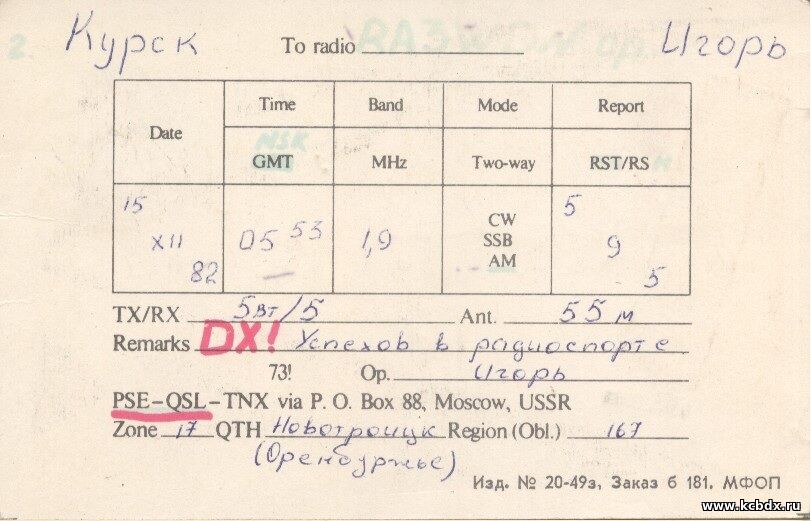 2. Курск To radio RA3W Игорь
Date Time Band Mode Report
MSK
GMT MHz Two-way RST/RS
15 XII 82 05 53 1,9 CW SSB AM 5 9 5
TX/RX 5вт/5 Ant. 55 м
Remarks DX! Успехов в радиоспорте
73! Op. Игорь
PSE–QSL–TNX via P. O. Box 88, Moscow, USSR
Zone 17 QTH Новотроицк Region (Obl.) 167
(Оренбуржье)
Изд. № 20-49з, Заказ б 181. МФОП
www.kcbdx.ru